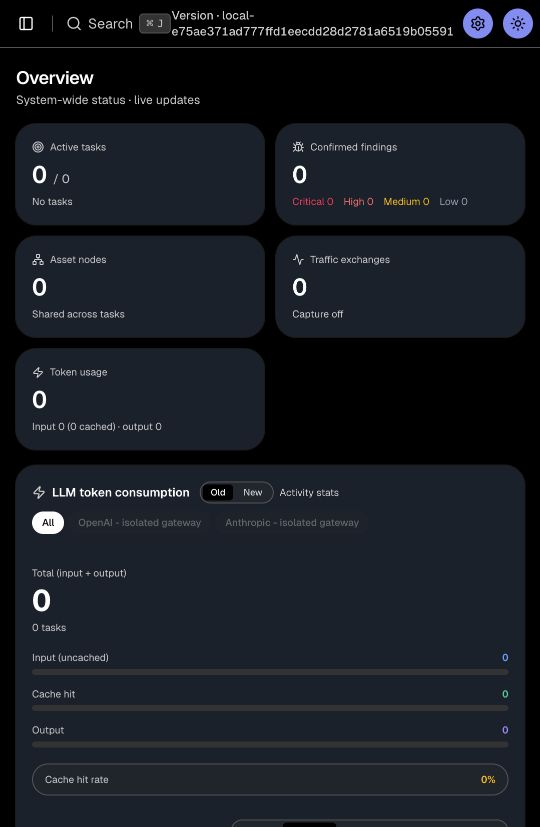 Search ⌘ J
Version · local-
e75ae371ad777ffd1eecdd28d2781a6519b05591
Overview
System-wide status · live updates
Active tasks
0 / 0
No tasks
Confirmed findings
0
Critical 0 High 0 Medium 0 Low 0
Asset nodes
0
Shared across tasks
Traffic exchanges
0
Capture off
Token usage
0
Input 0 (0 cached) · output 0
LLM token consumption Old New Activity stats
All OpenAI - isolated gateway Anthropic - isolated gateway
Total (input + output)
0
0 tasks
Input (uncached) 0
Cache hit 0
Output 0
Cache hit rate 0%